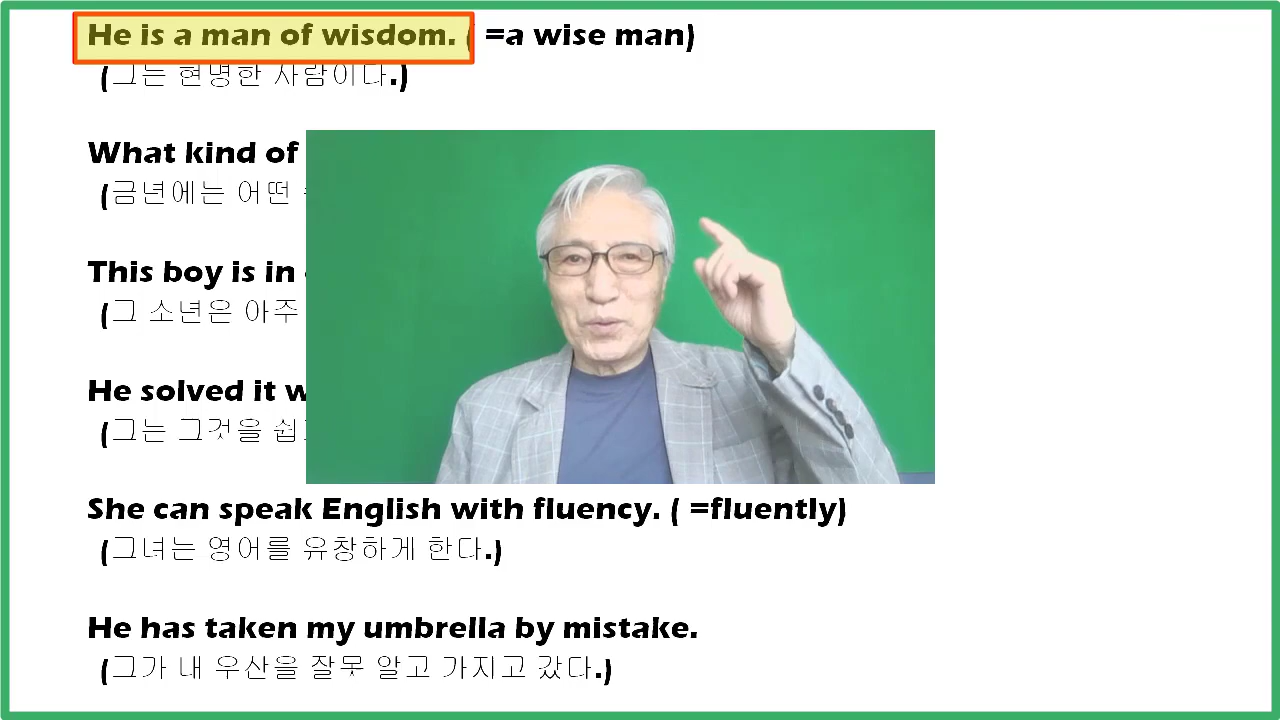 He is a man of wisdom. ( =a wise man)
(그는 현명한 사람이다.)
What kind of
(금년에는 어떤
This boy is in
(그 소년은 아주
He solved it
(그는 그것을
She can speak English with fluency. ( =fluently)
(그녀는 영어를 유창하게 한다.)
He has taken my umbrella by mistake.
(그가 내 우산을 잘못 알고 가지고 갔다.)